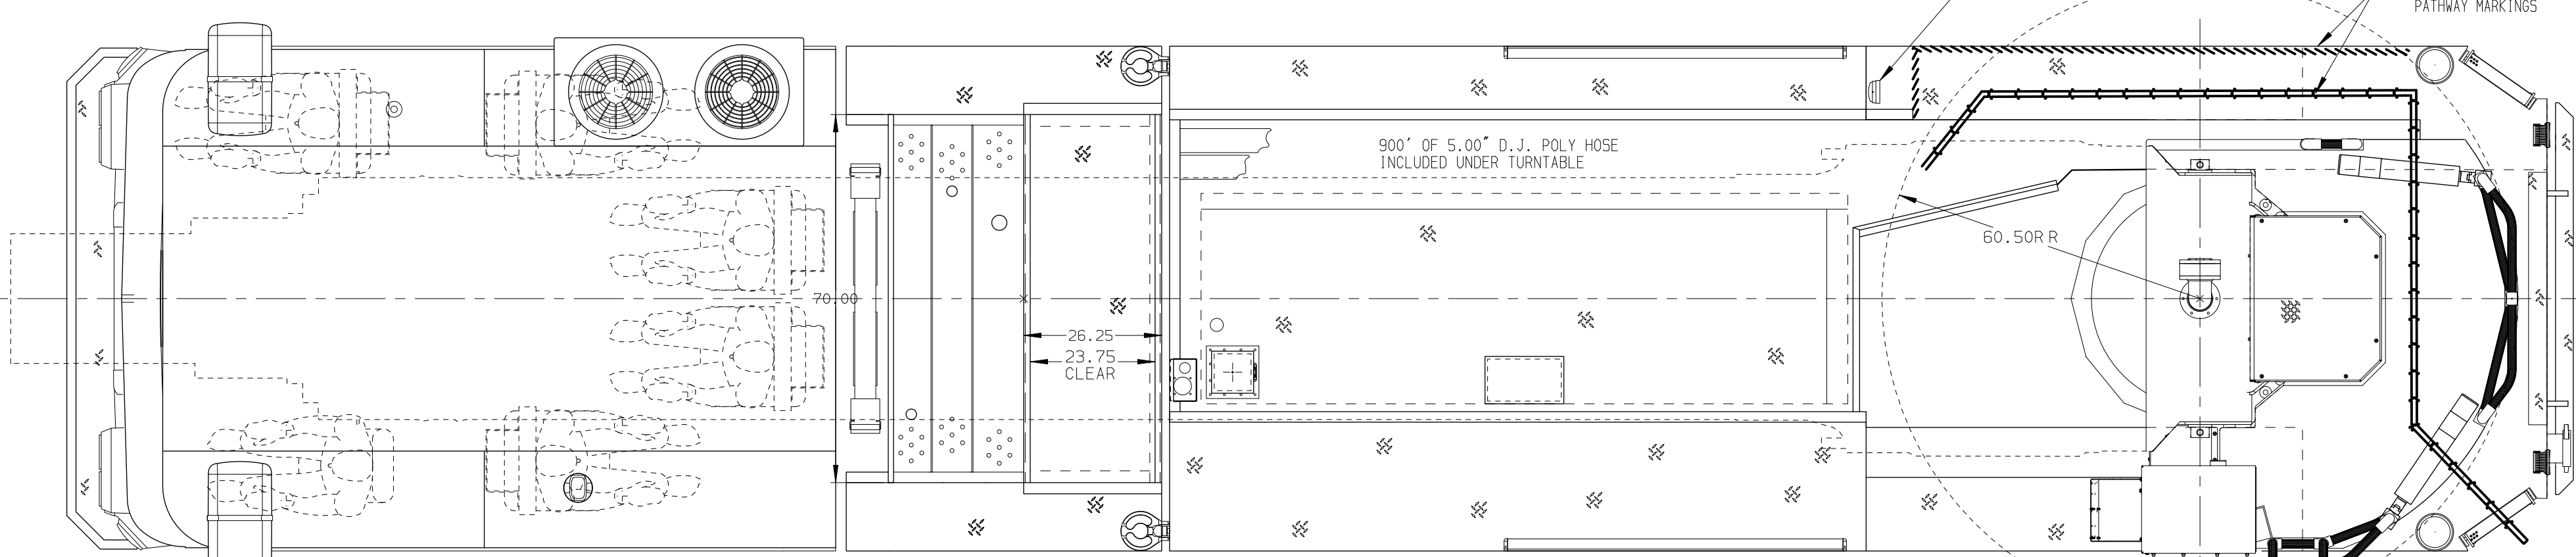 PATHWAY MARKINGS
900' OF 5.00" D.J. POLY HOSE
INCLUDED UNDER TURNTABLE
60.50R R
70.00
26.25
23.75
CLEAR